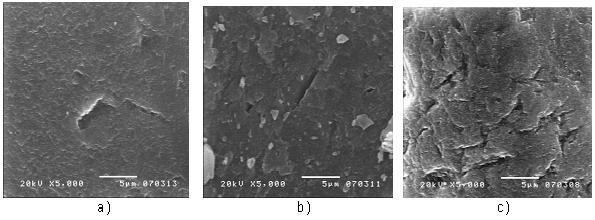 20kV X5,000 5µm 070313
20kV X5,000 5µm 070311
20kV X5,000 5µm 070308
a)
b)
c)